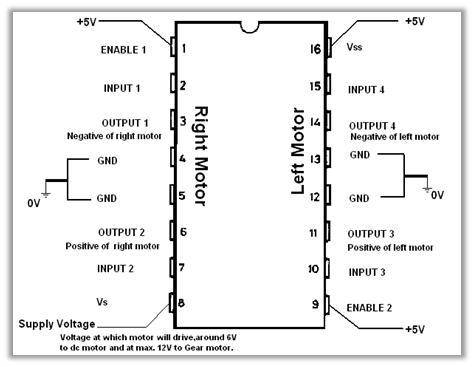 +5V
ENABLE 1
1
INPUT 1
2
OUTPUT 1
3
Negative of right motor
GND
4
0V
GND
5
OUTPUT 2
6
Positive of right motor
INPUT 2
7
Vs
8
Supply Voltage
Voltage at which motor will drive,around 6V
to dc motor and at max. 12V to Gear motor.
Right Motor
Left Motor
+5V
16
Vss
15
INPUT 4
14
OUTPUT 4
Negative of left motor
13
GND
12
GND
0V
11
OUTPUT 3
Positive of left motor
10
INPUT 3
9
ENABLE 2
+5V